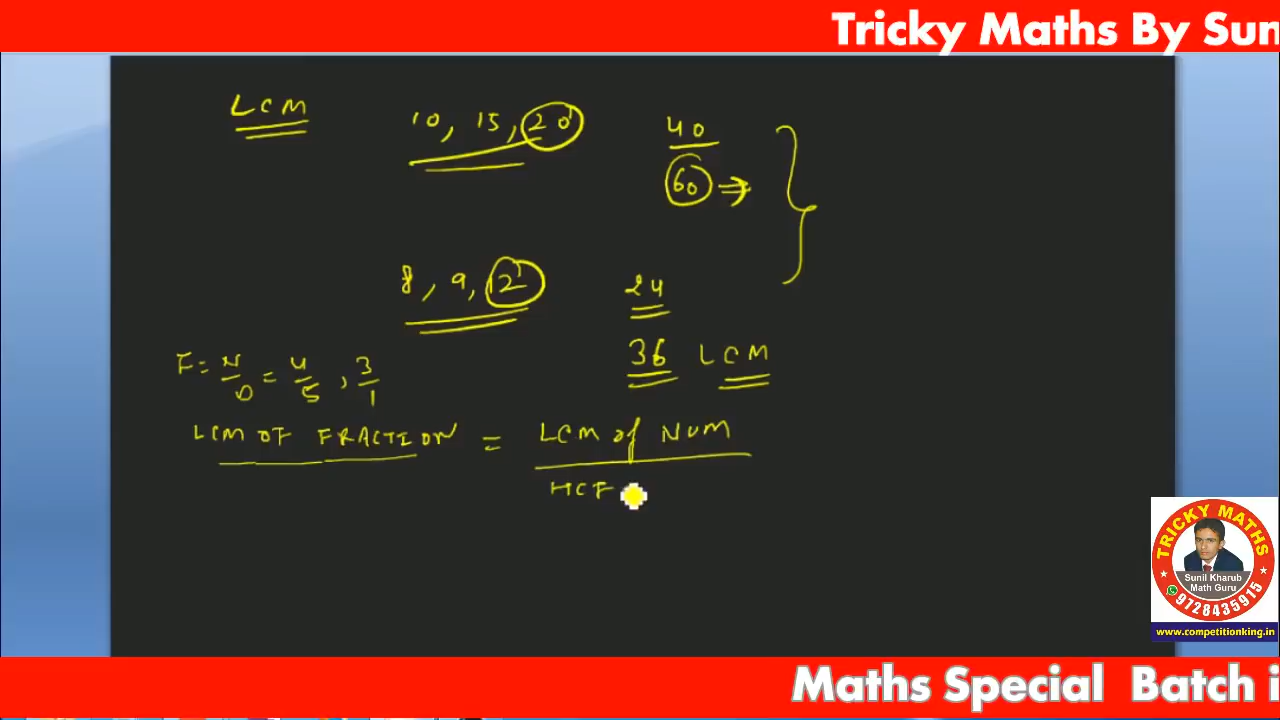 Tricky Maths By Sun
LCM 10, 15, 20 40
60 ⇒
8, 9, 12 24
36 LCM
F = N/D = 4/5, 3/1
LCM OF FRACTION = LCM of NUM
HCF
TRICKY MATHS
Sunil Kharub
Math Guru
9728435915
www.competitionking.in
Maths Special Batch i